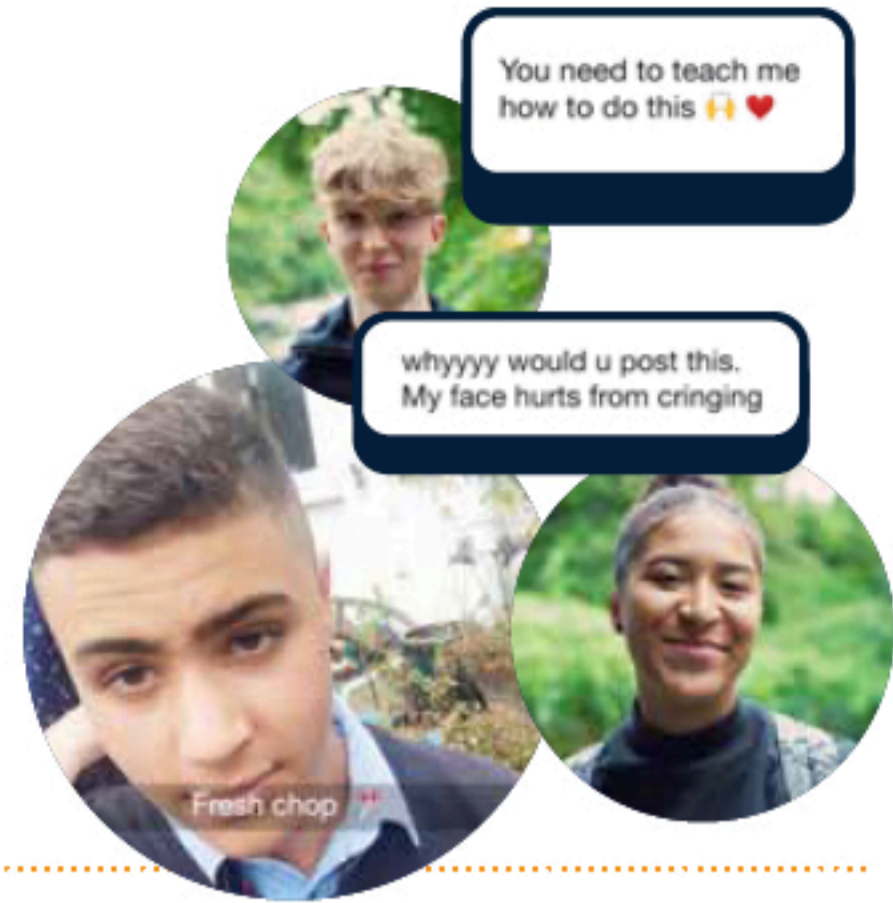 You need to teach me
how to do this 🙌 ❤️
whyyyy would u post this.
My face hurts from cringing
Fresh chop